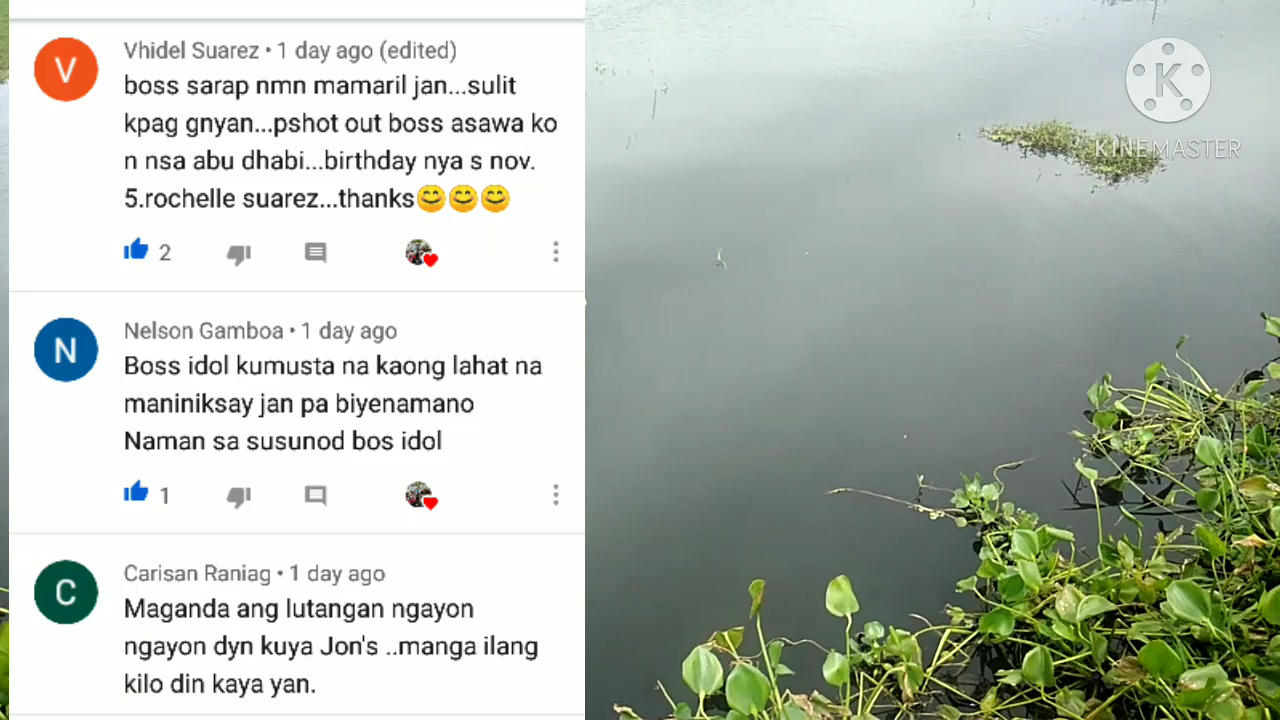 V
Vhidel Suarez • 1 day ago (edited)
boss sarap nmn mamaril jan...sulit
kpag gnyan...pshot out boss asawa ko
n nsa abu dhabi...birthday nya s nov.
5.rochelle suarez...thanks😊😊😊
2
N
Nelson Gamboa • 1 day ago
Boss idol kumusta na kaong lahat na
maniniksay jan pa biyenamano
Naman sa susunod bos idol
1
C
Carisan Raniag • 1 day ago
Maganda ang lutangan ngayon
ngayon dyn kuya Jon's ..manga ilang
kilo din kaya yan.
K
KINEMASTER